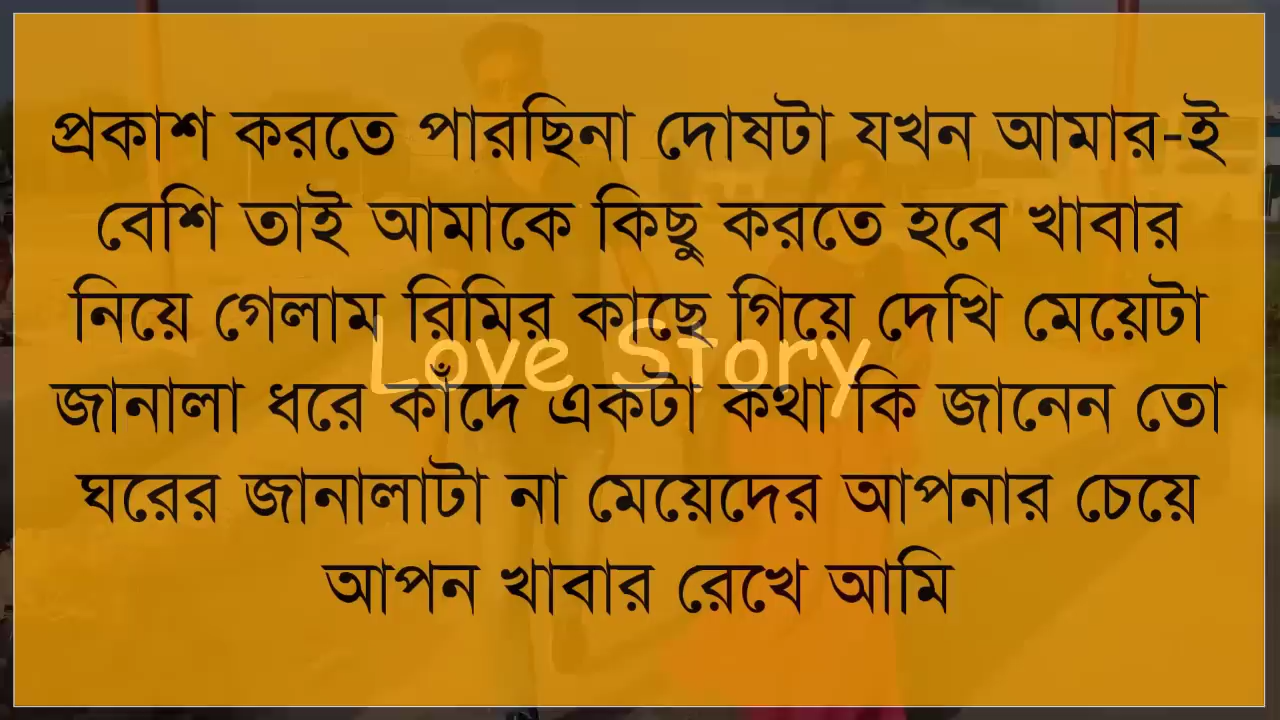 প্রকাশ করতে পারছিনা দোষটা যখন আমার-ই
বেশি তাই আমাকে কিছু করতে হবে খাবার
নিয়ে গেলাম রিমির কাছে গিয়ে দেখি মেয়েটা
Love Story
জানালা ধরে কাঁদে একটা কথা কি জানেন তো
ঘরের জানালাটা না মেয়েদের আপনার চেয়ে
আপন খাবার রেখে আমি